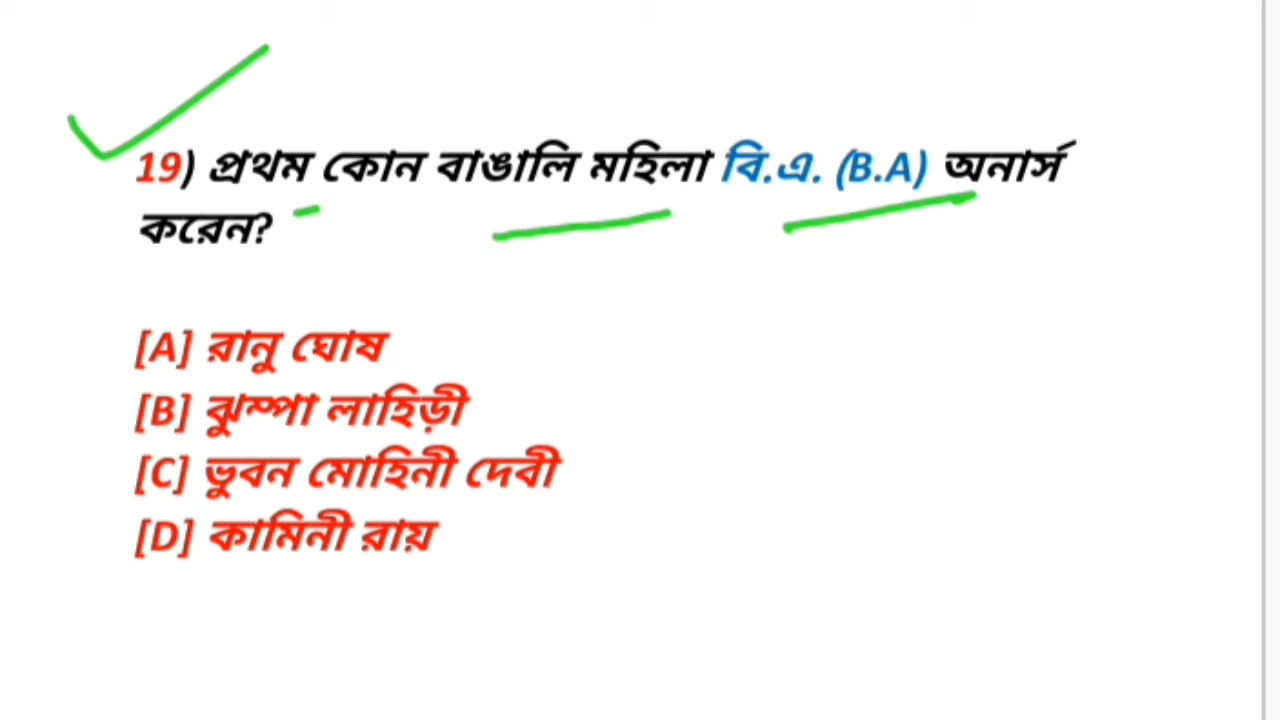 19) প্রথম কোন বাঙালি মহিলা বি.এ. (B.A) অনার্স
করেন?
[A] রানু ঘোষ
[B] ঝুম্পা লাহিড়ী
[C] ভুবন মোহিনী দেবী
[D] কামিনী রায়